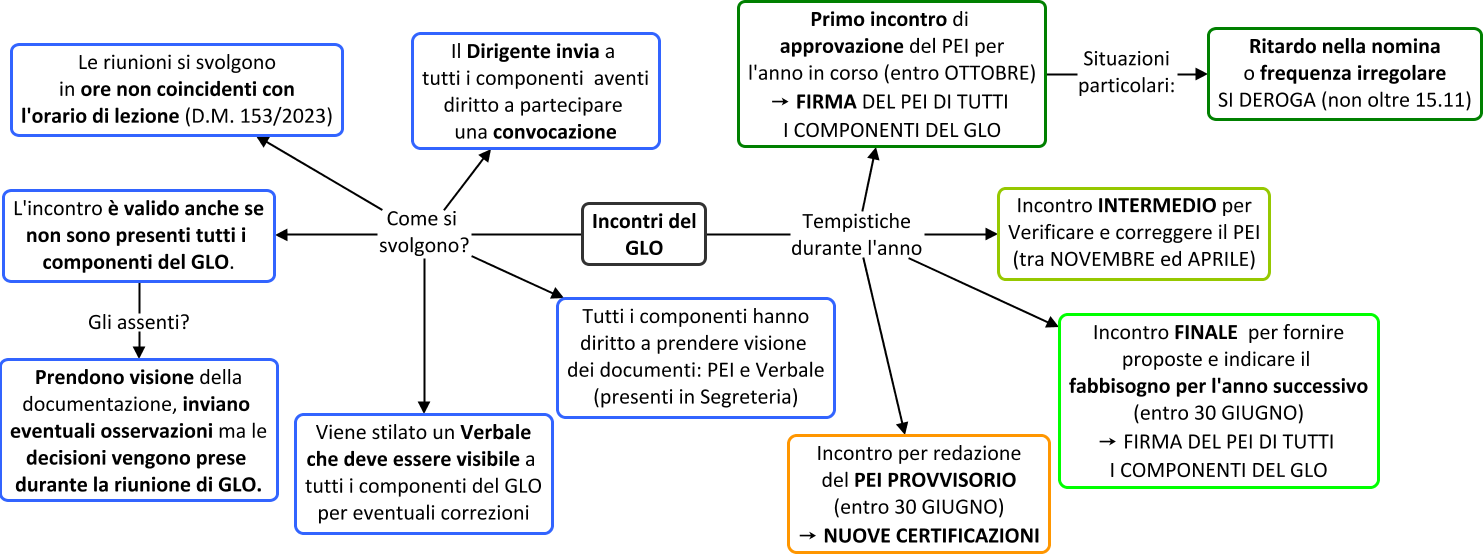 Incontri del
GLO
Come si
svolgono?
Le riunioni si svolgono
in ore non coincidenti con
l'orario di lezione (D.M. 153/2023)
Il Dirigente invia a
tutti i componenti aventi
diritto a partecipare
una convocazione
L'incontro è valido anche se
non sono presenti tutti i
componenti del GLO.
Gli assenti?
Prendono visione della
documentazione, inviano
eventuali osservazioni ma le
decisioni vengono prese
durante la riunione di GLO.
Viene stilato un Verbale
che deve essere visibile a
tutti i componenti del GLO
per eventuali correzioni
Tutti i componenti hanno
diritto a prendere visione
dei documenti: PEI e Verbale
(presenti in Segreteria)
Tempistiche
durante l'anno
Primo incontro di
approvazione del PEI per
l'anno in corso (entro OTTOBRE)
→ FIRMA DEL PEI DI TUTTI
I COMPONENTI DEL GLO
Situazioni
particolari:
Ritardo nella nomina
o frequenza irregolare
SI DEROGA (non oltre 15.11)
Incontro INTERMEDIO per
Verificare e correggere il PEI
(tra NOVEMBRE ed APRILE)
Incontro FINALE per fornire
proposte e indicare il
fabbisogno per l'anno successivo
(entro 30 GIUGNO)
→ FIRMA DEL PEI DI TUTTI
I COMPONENTI DEL GLO
Incontro per redazione
del PEI PROVVISORIO
(entro 30 GIUGNO)
→ NUOVE CERTIFICAZIONI